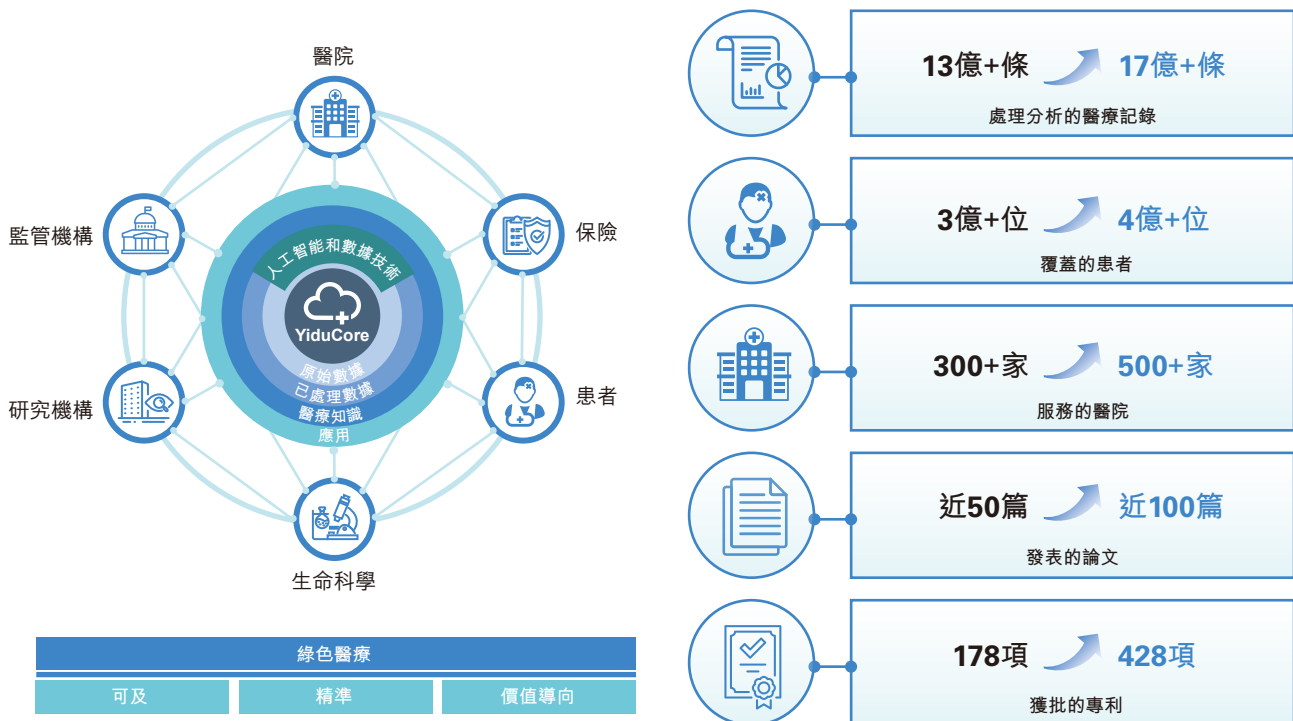 醫院
監管機構
保險
人工智能和數據技術
YiduCore
原始數據
已處理數據
醫療知識
應用
研究機構
患者
生命科學
綠色醫療
可及
精準
價值導向
13億+條 17億+條
處理分析的醫療記錄
3億+位 4億+位
覆蓋的患者
300+家 500+家
服務的醫院
近50篇 近100篇
發表的論文
178項 428項
獲批的專利